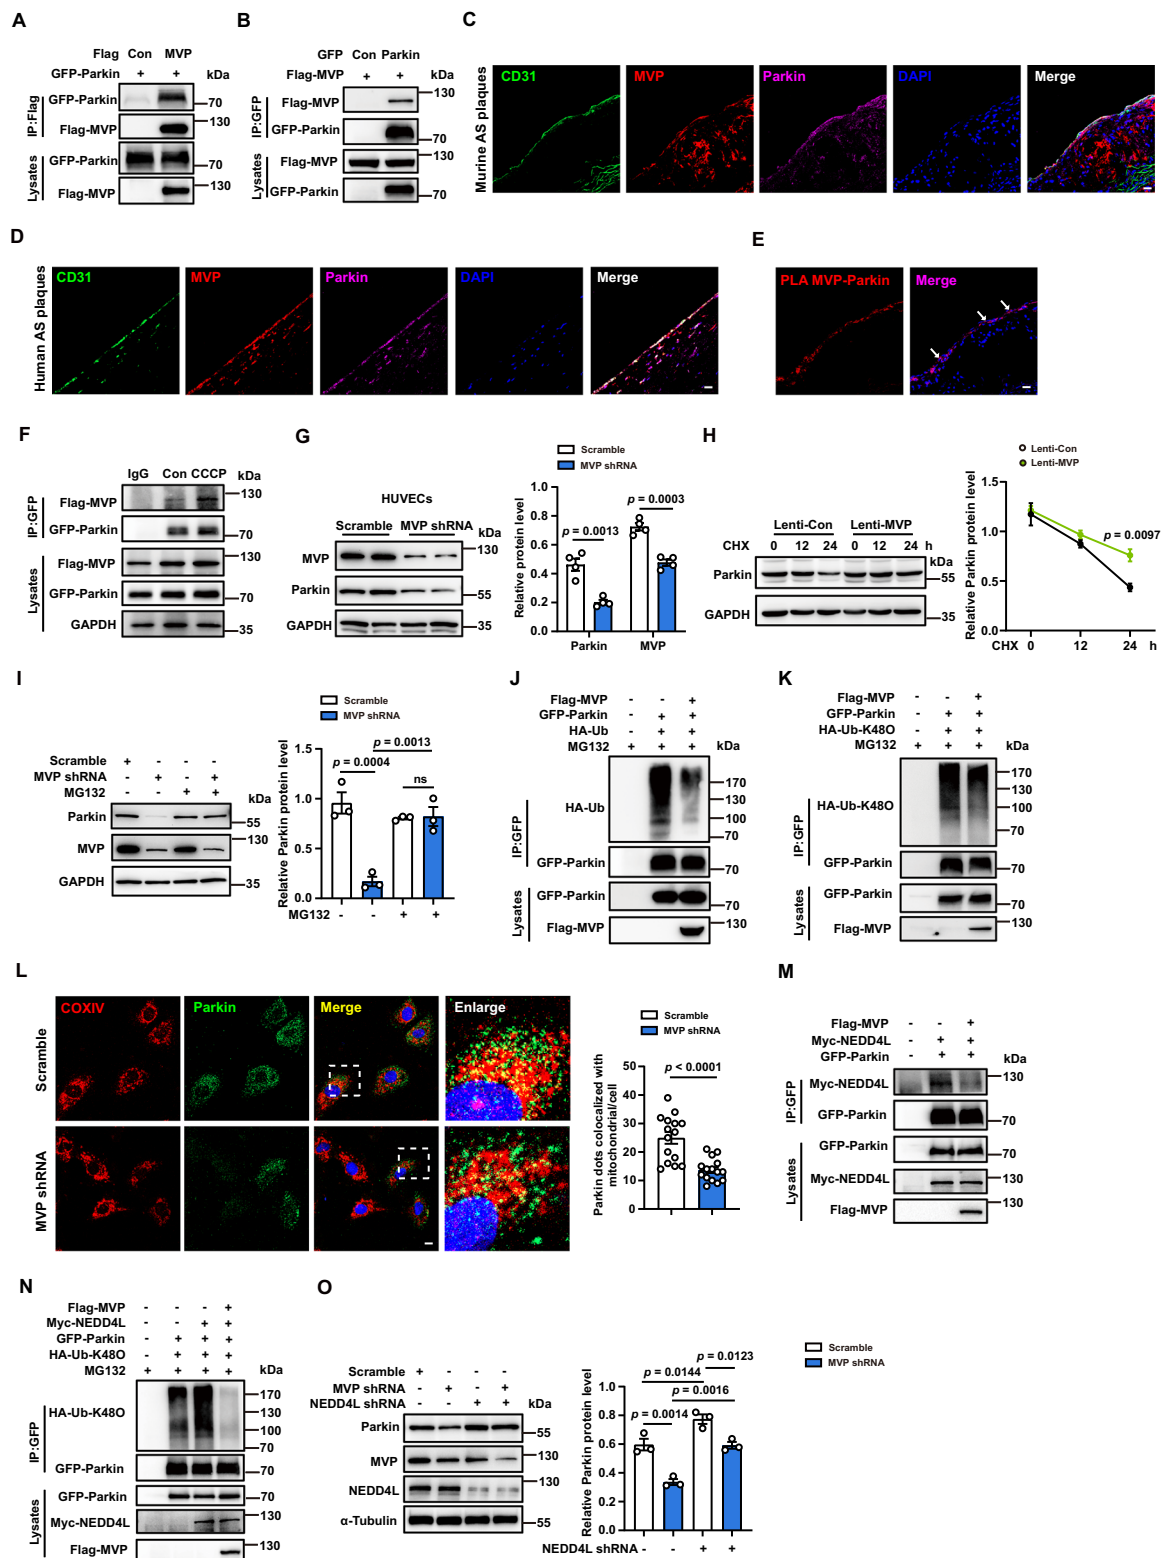 A
Flag Con MVP
GFP-Parkin + + kDa
IP:Flag
GFP-Parkin 70
Flag-MVP 130
Lysates
GFP-Parkin 70
Flag-MVP 130
B
GFP Con Parkin
Flag-MVP + + kDa
IP:GFP
Flag-MVP 130
GFP-Parkin 70
Lysates
Flag-MVP 130
GFP-Parkin 70
C
Murine AS plaques
CD31 MVP Parkin DAPI Merge
D
Human AS plaques
CD31 MVP Parkin DAPI Merge
E
PLA MVP-Parkin Merge
F
IgG Con CCCP kDa
IP:GFP
Flag-MVP 130
GFP-Parkin 70
Lysates
Flag-MVP 130
GFP-Parkin 70
GAPDH 35
G
HUVECs
Scramble MVP shRNA kDa
MVP 130
Parkin 55
GAPDH 35
Scramble
MVP shRNA
Relative protein level
1.0
0.8
0.6
0.4
0.2
0.0
p = 0.0013
p = 0.0003
Parkin MVP
H
Lenti-Con Lenti-MVP
CHX 0 12 24 0 12 24 h
kDa
Parkin 55
GAPDH 35
Lenti-Con
Lenti-MVP
Relative Parkin protein level
1.5
1.0
0.5
0.0
p = 0.0097
CHX 0 12 24 h
I
Scramble + - + -
MVP shRNA - + - +
MG132 - - + +
kDa
Parkin 55
MVP 130
GAPDH 35
Scramble
MVP shRNA
Relative Parkin protein level
1.5
1.0
0.5
0.0
p = 0.0004
p = 0.0013
ns
MG132 - - + +
J
Flag-MVP - - +
GFP-Parkin - + +
HA-Ub - + +
MG132 + + + kDa
IP:GFP
HA-Ub
170
130
100
70
GFP-Parkin 70
Lysates
GFP-Parkin 70
Flag-MVP 130
K
Flag-MVP - - +
GFP-Parkin - + +
HA-Ub-K48O - + +
MG132 + + + kDa
IP:GFP
HA-Ub-K48O
170
130
100
70
GFP-Parkin 70
Lysates
GFP-Parkin 70
Flag-MVP 130
L
COXIV Parkin Merge Enlarge
Scramble
MVP shRNA
Scramble
MVP shRNA
Parkin dots colocalized with
mitochondrial/cell
50
40
30
20
10
0
p < 0.0001
M
Flag-MVP - - +
Myc-NEDD4L - + +
GFP-Parkin - + +
kDa
IP:GFP
Myc-NEDD4L 130
GFP-Parkin 70
Lysates
GFP-Parkin 70
Myc-NEDD4L 130
Flag-MVP 130
N
Flag-MVP - - - +
Myc-NEDD4L - - + +
GFP-Parkin - + + +
HA-Ub-K48O - + + +
MG132 + + + + kDa
IP:GFP
HA-Ub-K48O
170
130
100
70
GFP-Parkin 70
Lysates
GFP-Parkin 70
Myc-NEDD4L 130
Flag-MVP 130
O
Scramble + - + -
MVP shRNA - + - +
NEDD4L shRNA - - + + kDa
Parkin 55
MVP 130
NEDD4L 130
α-Tubulin 55
Scramble
MVP shRNA
Relative Parkin protein level
1.0
0.8
0.6
0.4
0.2
0.0
p = 0.0123
p = 0.0144
p = 0.0016
p = 0.0014
NEDD4L shRNA - - + +